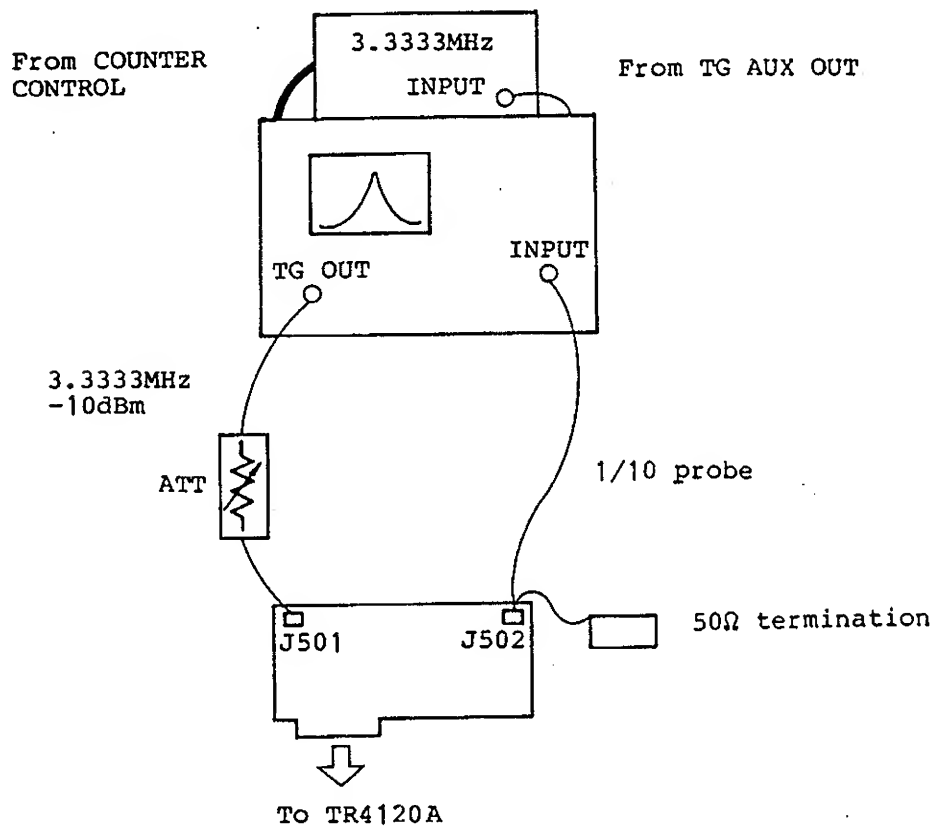 From COUNTER
CONTROL
3.3333MHz
INPUT
From TG AUX OUT
TG OUT
INPUT
3.3333MHz
-10dBm
ATT
1/10 probe
J501
J502
50Ω termination
To TR4120A